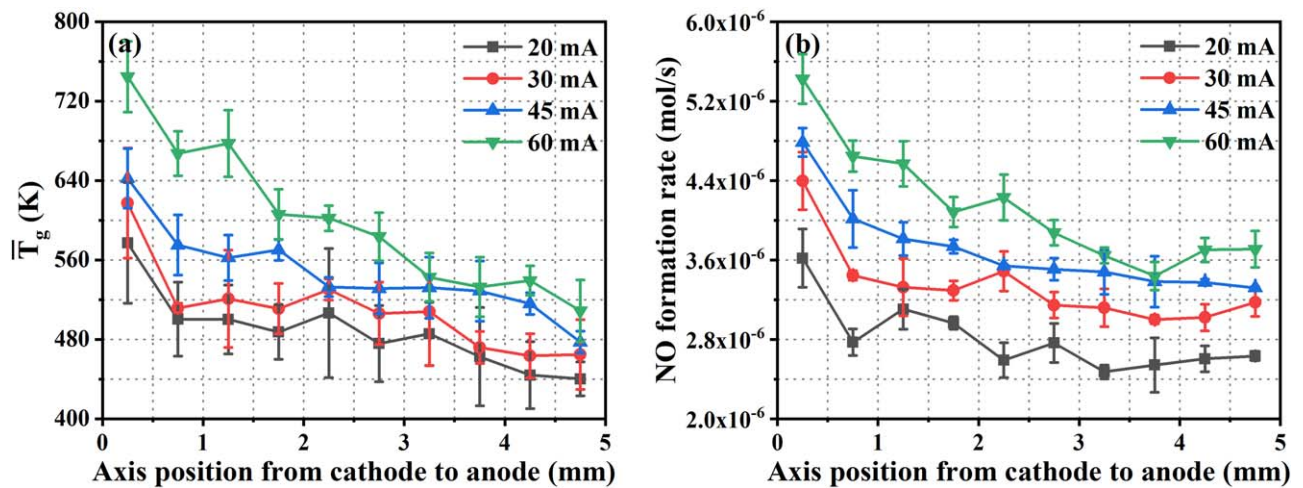 (a)
20 mA
30 mA
45 mA
60 mA
800
720
640
560
480
400
T̅g (K)
0 1 2 3 4 5
Axis position from cathode to anode (mm)
(b)
20 mA
30 mA
45 mA
60 mA
6.0x10⁻⁶
5.2x10⁻⁶
4.4x10⁻⁶
3.6x10⁻⁶
2.8x10⁻⁶
2.0x10⁻⁶
NO formation rate (mol/s)
0 1 2 3 4 5
Axis position from cathode to anode (mm)